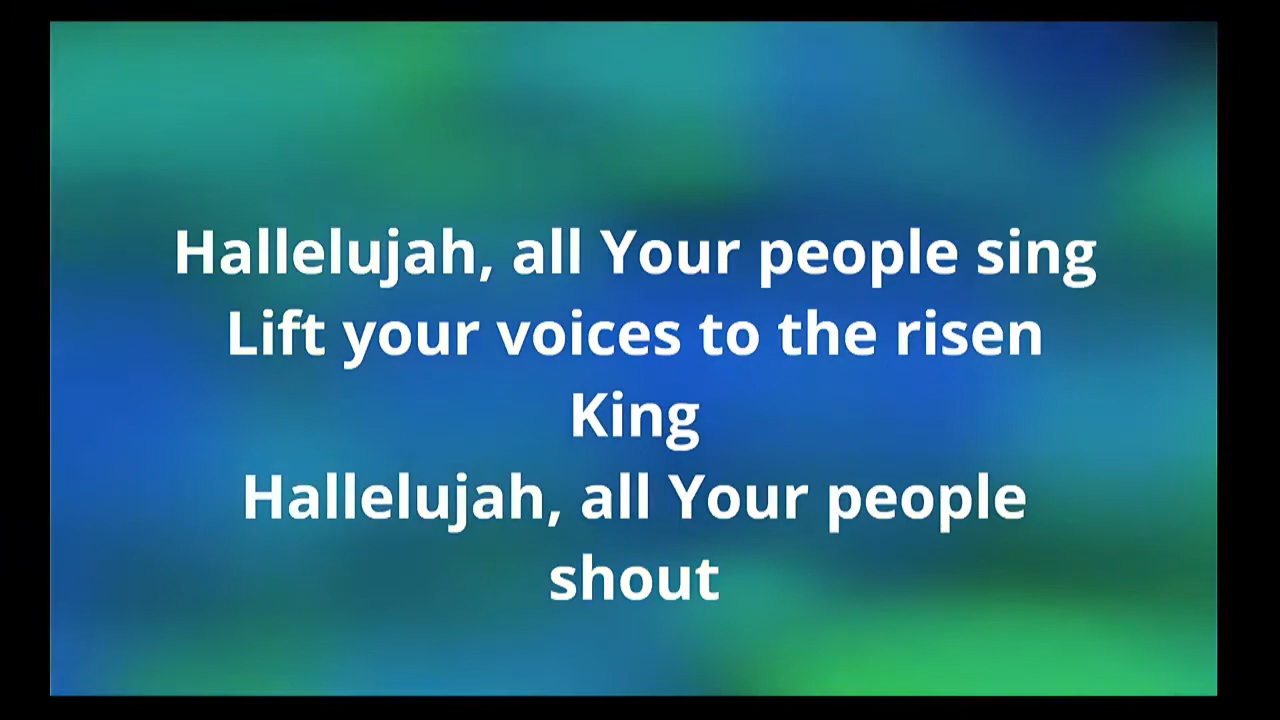 Hallelujah, all Your people sing
Lift your voices to the risen
King
Hallelujah, all Your people
shout